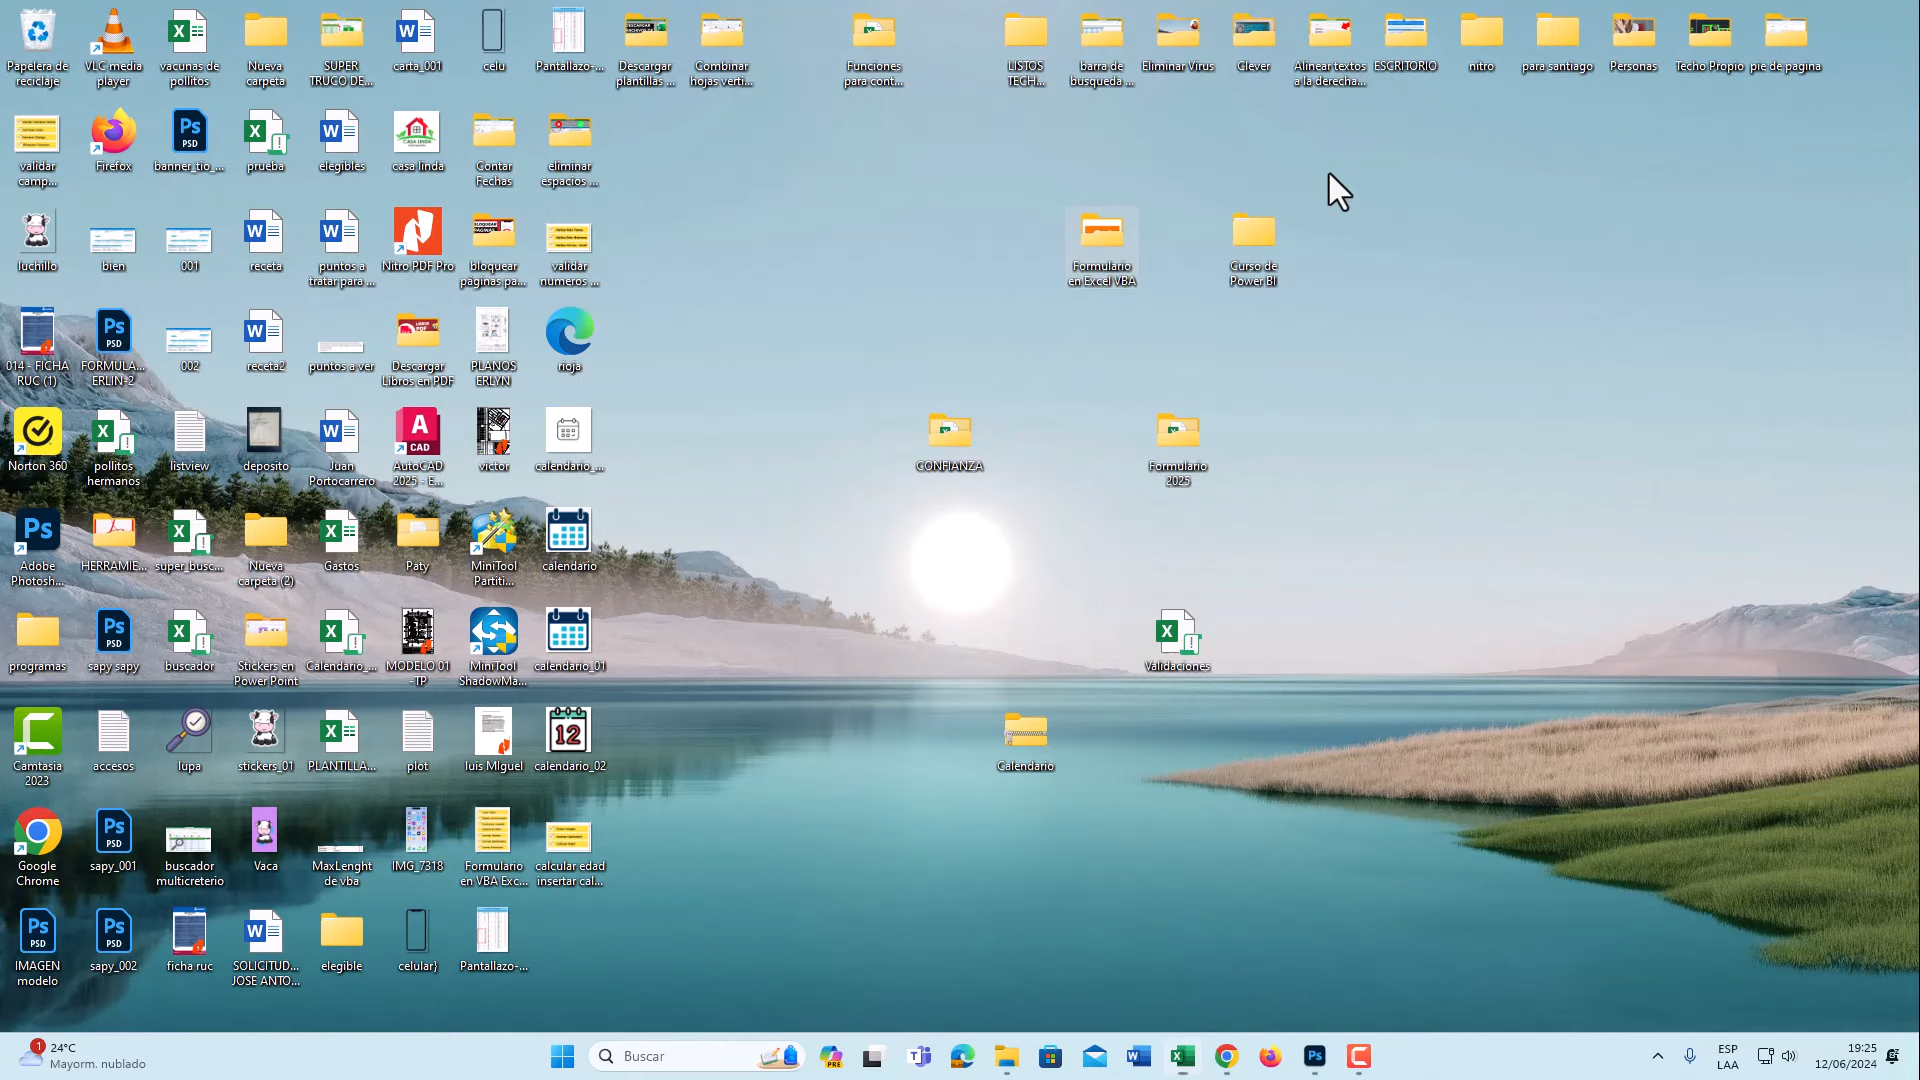 Papelera de
reciclaje
VLC media
player
vacunas de
pollitos
Nueva
carpeta
SUPER
TRUCO DE...
carta_001
celu
Pantallazo-...
Descargar
plantillas ...
Combinar
hojas verti...
Funciones
para cont...
LISTOS
TECH...
barra de
busqueda ...
Eliminar Virus
Clever
Alinear textos
a la derecha...
ESCRITORIO
nitro
para santiago
Personas
Techo Propio
pie de pagina
validar
camp...
Firefox
banner_tio_...
prueba
elegibles
casa linda
Contar
Fechas
eliminar
espacios ...
luchillo
bien
001
receta
puntos a
tratar para ...
Nitro PDF Pro
bloquear
paginas pa...
validar
numeros ...
Formulario
en Excel VBA
Curso de
Power BI
014 - FICHA
RUC (1)
FORMULA...
ERLIN-2
002
receta2
puntos a ver
Descargar
Libros en PDF
PLANOS
ERLYN
rioja
Norton 360
pollitos
hermanos
listview
deposito
Juan
Portocarrero
AutoCAD
2025 - E...
victor
calendario_...
CONFIANZA
Formulario
2025
Adobe
Photosh...
HERRAMIE...
super_busc...
Nueva
carpeta (2)
Gastos
Paty
MiniTool
Partiti...
calendario
programas
sapy sapy
buscador
Stickers en
Power Point
Calendario_...
MODELO 01
-TP
MiniTool
ShadowMa...
calendario_01
Validaciones
Camtasia
2023
accesos
lupa
stickers_01
PLANTILLA...
plot
luis MIguel
calendario_02
Calendario
Google
Chrome
sapy_001
buscador
multicreterio
Vaca
MaxLenght
de vba
IMG_7318
Formulario
en VBA Exc...
calcular edad
insertar cal...
IMAGEN
modelo
sapy_002
ficha ruc
SOLICITUD...
JOSE ANTO...
elegible
celular}
Pantallazo-...
1
24°C
Mayorm. nublado
Buscar
ESP
LAA
19:25
12/06/2024